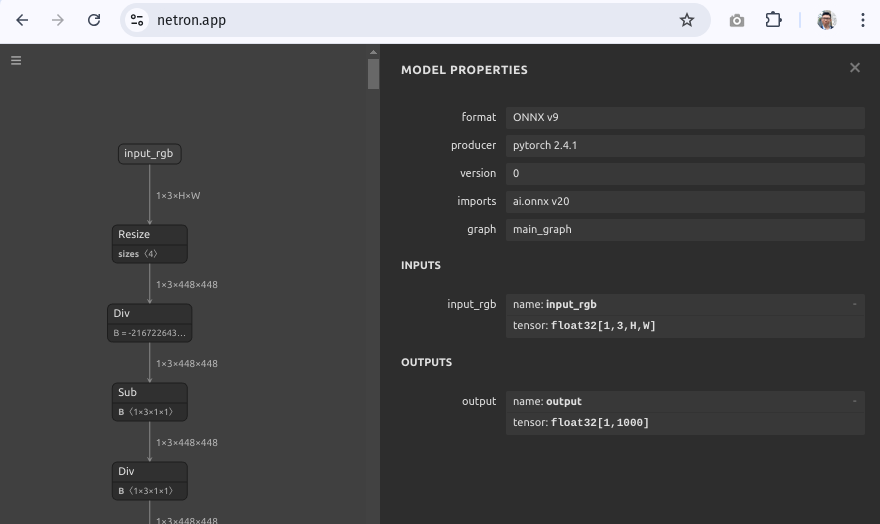 netron.app
input_rgb
1×3×H×W
Resize
sizes 〈4〉
1×3×448×448
Div
B = -216722643...
1×3×448×448
Sub
B 〈1×3×1×1〉
1×3×448×448
Div
B 〈1×3×1×1〉
1×3×448×448
MODEL PROPERTIES
format ONNX v9
producer pytorch 2.4.1
version 0
imports ai.onnx v20
graph main_graph
INPUTS
input_rgb name: input_rgb -
tensor: float32[1,3,H,W]
OUTPUTS
output name: output -
tensor: float32[1,1000]